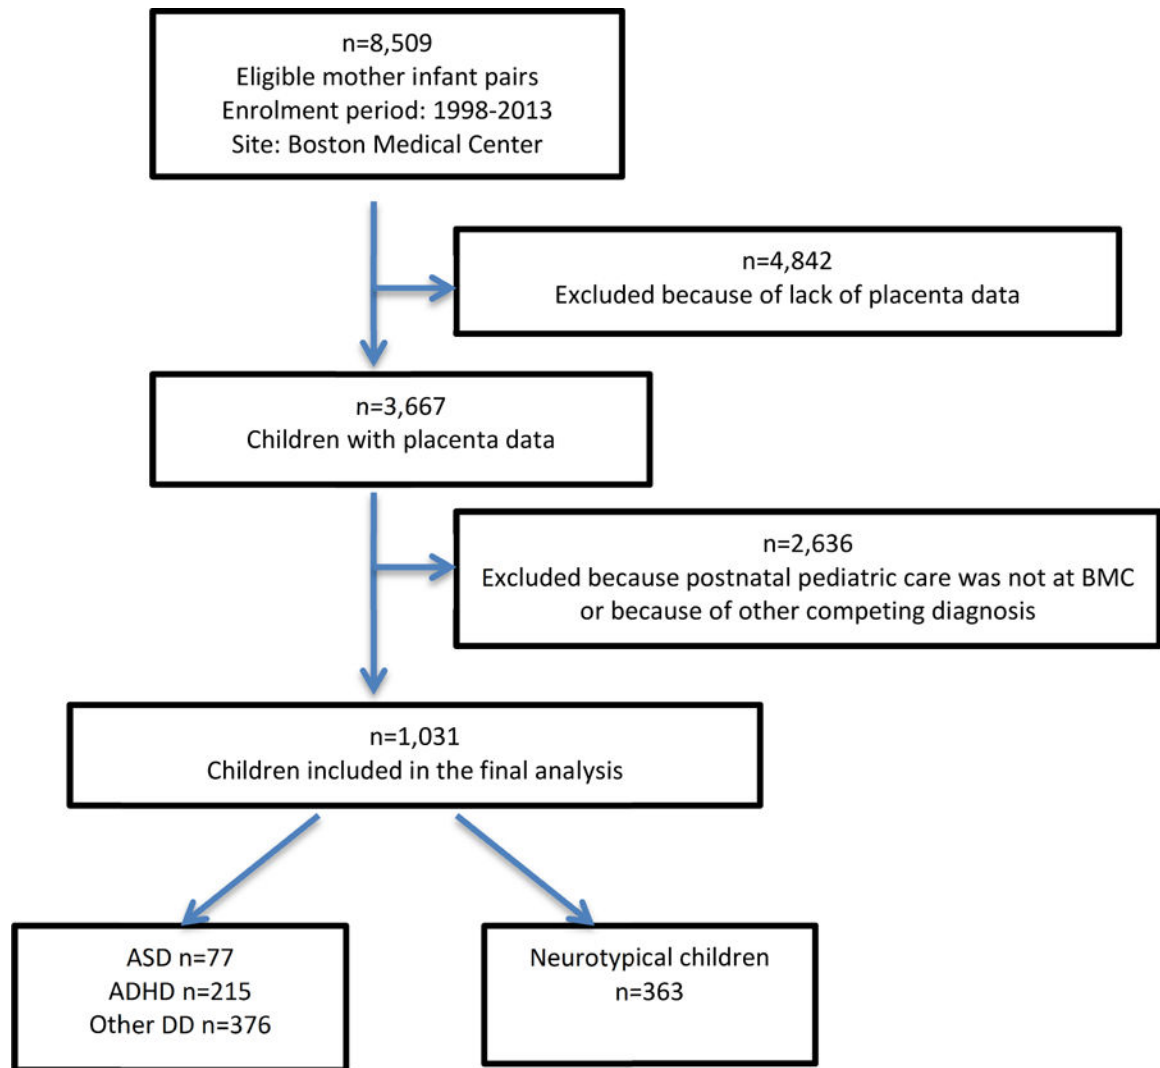 n=8,509
Eligible mother infant pairs
Enrolment period: 1998-2013
Site: Boston Medical Center
n=4,842
Excluded because of lack of placenta data
n=3,667
Children with placenta data
n=2,636
Excluded because postnatal pediatric care was not at BMC
or because of other competing diagnosis
n=1,031
Children included in the final analysis
ASD n=77
ADHD n=215
Other DD n=376
Neurotypical children
n=363